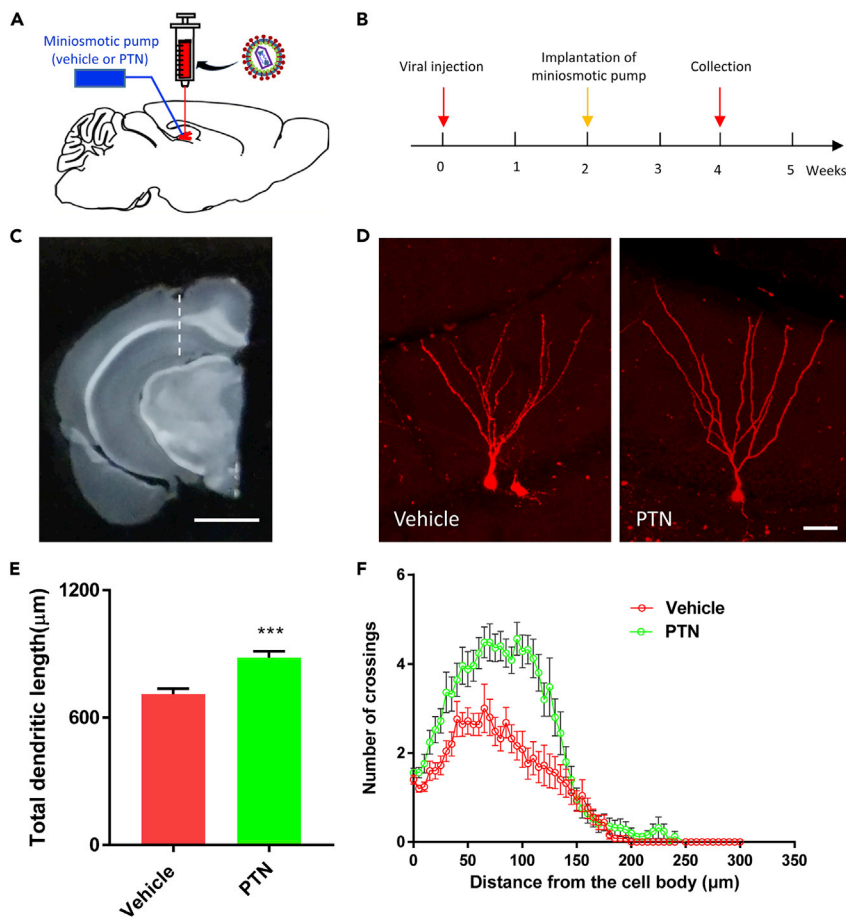 A
Miniosmotic pump
(vehicle or PTN)
B
Viral injection
Implantation of
miniosmotic pump
Collection
0 1 2 3 4 5 Weeks
C
D
Vehicle
PTN
E
Total dendritic length(μm)
1200
900
600
0
***
Vehicle
PTN
F
Number of crossings
6
4
2
0
Vehicle
PTN
0 50 100 150 200 250 300 350
Distance from the cell body (μm)